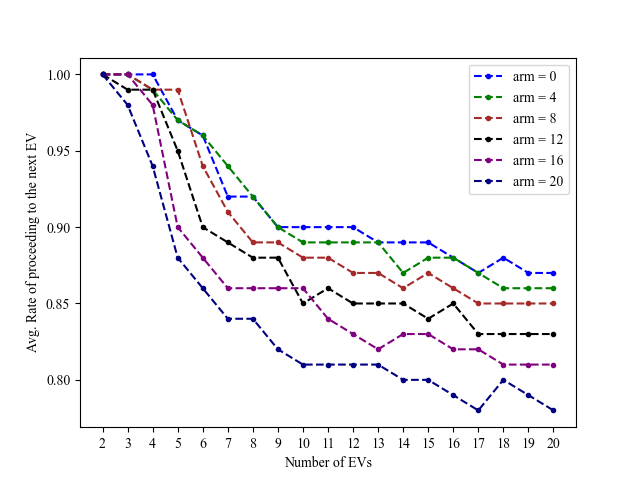 1.00
0.95
0.90
0.85
0.80
Avg. Rate of proceeding to the next EV
arm = 0
arm = 4
arm = 8
arm = 12
arm = 16
arm = 20
2 3 4 5 6 7 8 9 10 11 12 13 14 15 16 17 18 19 20
Number of EVs